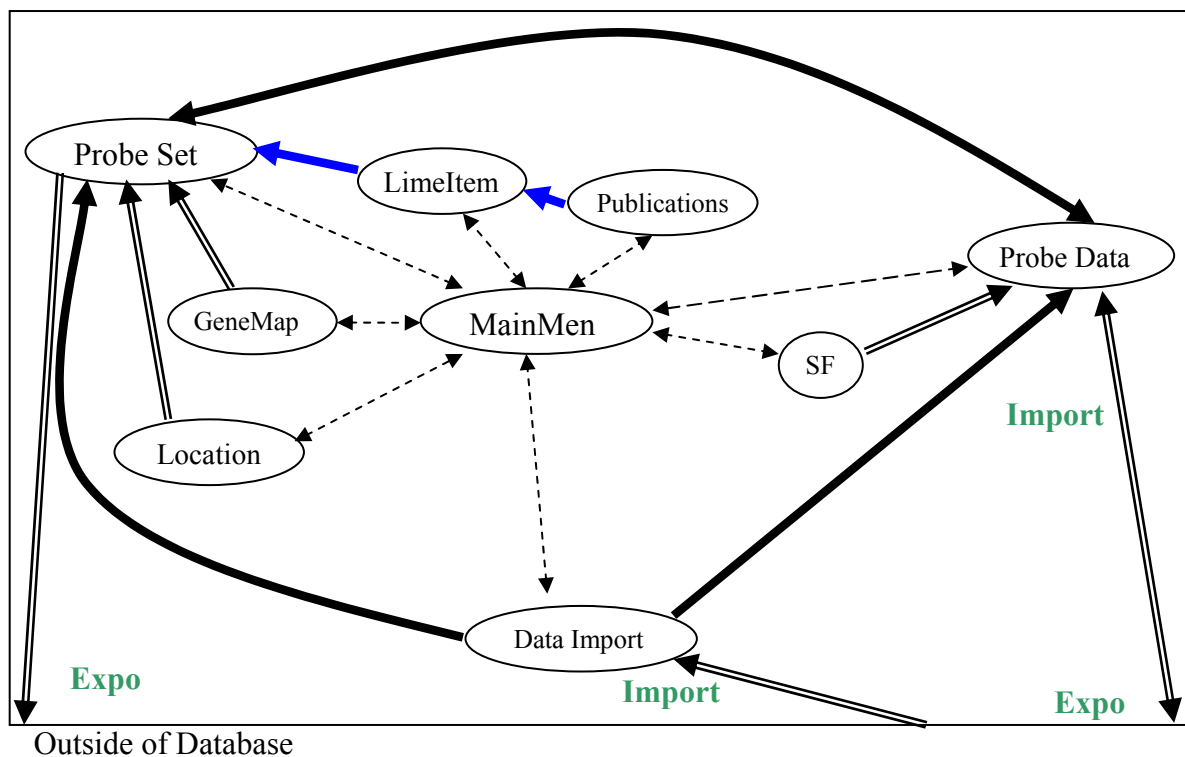 Probe Set
LimeItem
Publications
Probe Data
GeneMap
MainMen
SF
Import
Location
Data Import
Expo
Import
Expo
Outside of Database